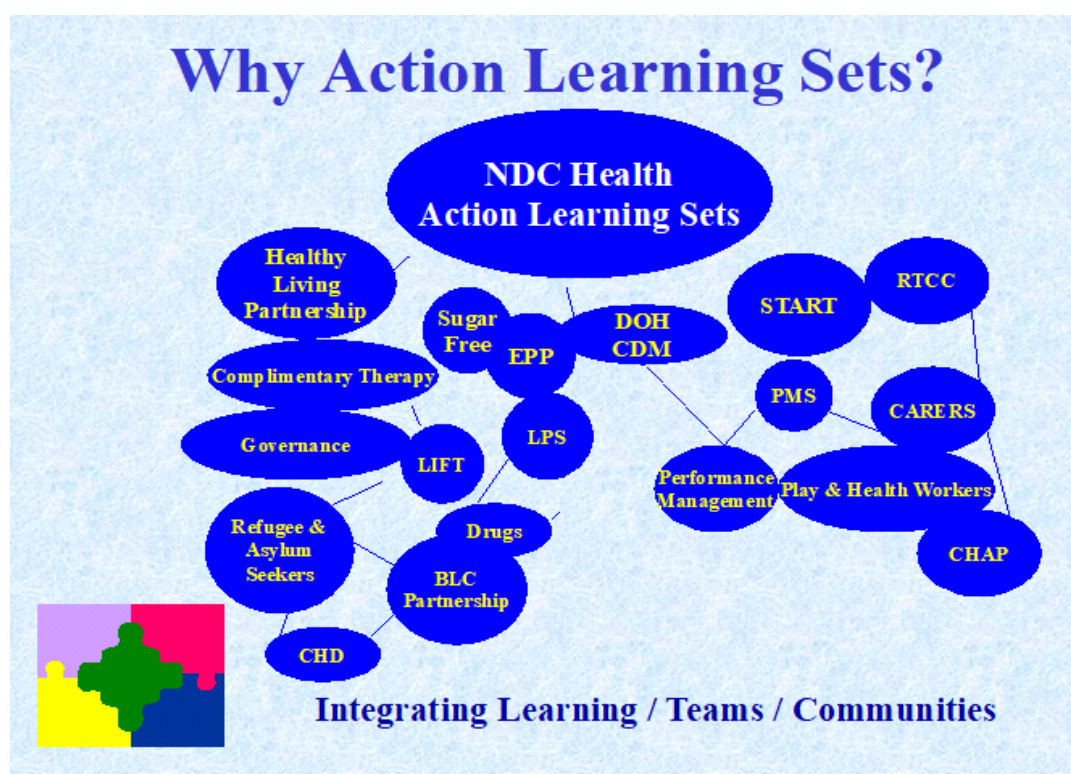 Why Action Learning Sets?
NDC Health
Action Learning Sets
Healthy
Living
Partnership
Sugar
Free
EPP
DOH
CDM
START
RTCC
Complimentary Therapy
PMS
CARERS
Governance
LIFT
LPS
Performance
Management
Play & Health Workers
Refugee &
Asylum
Seekers
Drugs
BLC
Partnership
CHAP
CHD
Integrating Learning / Teams / Communities